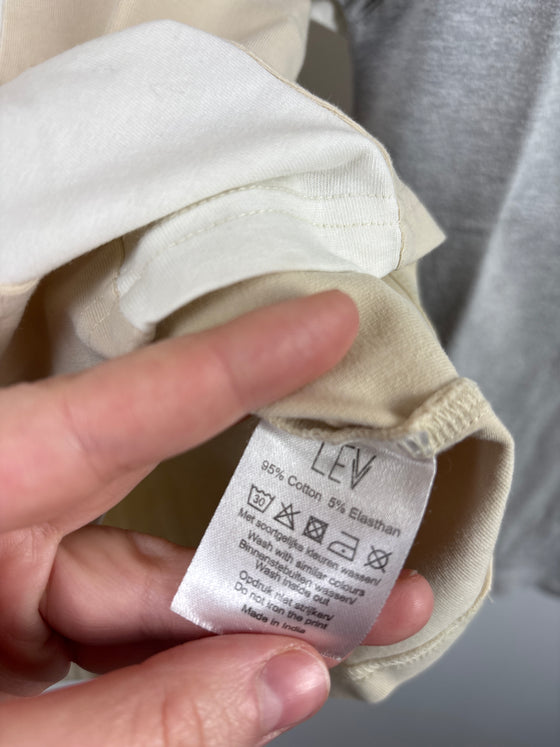 LEVV
95% Cotton 5% Elasthan
30
Met soortgelijke kleuren wassen/
Wash with similar colours
Binnenstebuiten wassen/
Wash inside out
Opdruk niet strijken/
Do not iron the print
Made in India